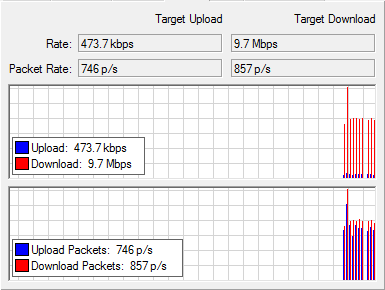 Target Upload Target Download
Rate: 473.7 kbps 9.7 Mbps
Packet Rate: 746 p/s 857 p/s
Upload: 473.7 kbps
Download: 9.7 Mbps
Upload Packets: 746 p/s
Download Packets: 857 p/s